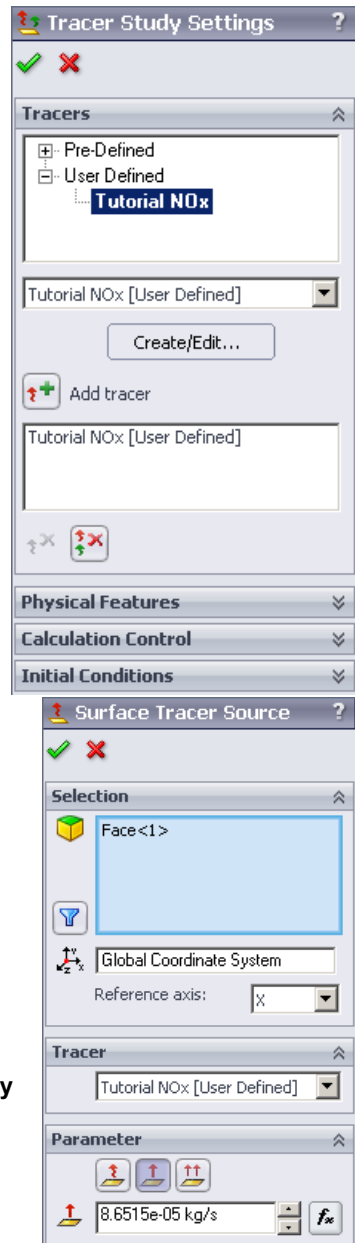 Tracer Study Settings ?
Tracers
Pre-Defined
User Defined
Tutorial NOx
Tutorial NOx [User Defined]
Create/Edit...
Add tracer
Tutorial NOx [User Defined]
Physical Features
Calculation Control
Initial Conditions
Surface Tracer Source ?
Selection
Face<1>
Global Coordinate System
Reference axis: X
Tracer
y
Tutorial NOx [User Defined]
Parameter
8.6515e-05 kg/s